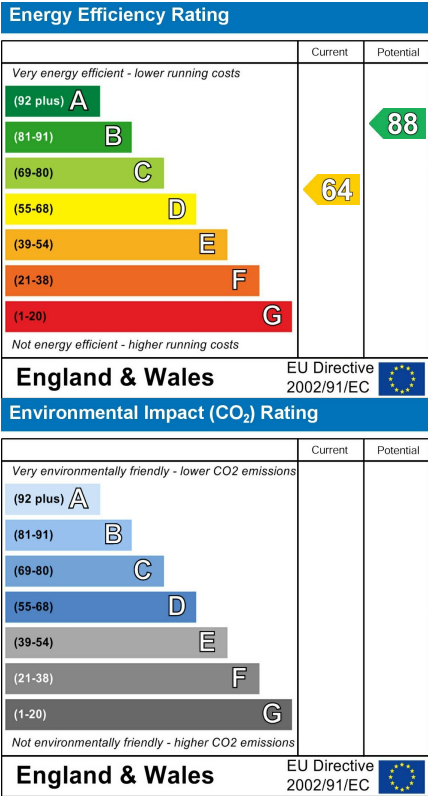 Energy Efficiency Rating
Current Potential
Very energy efficient - lower running costs
(92 plus) A
(81-91) B
88
(69-80) C
64
(55-68) D
(39-54) E
(21-38) F
(1-20) G
Not energy efficient - higher running costs
England & Wales
EU Directive
2002/91/EC
Environmental Impact (CO₂) Rating
Current Potential
Very environmentally friendly - lower CO2 emissions
(92 plus) A
(81-91) B
(69-80) C
(55-68) D
(39-54) E
(21-38) F
(1-20) G
Not environmentally friendly - higher CO2 emissions
England & Wales
EU Directive
2002/91/EC